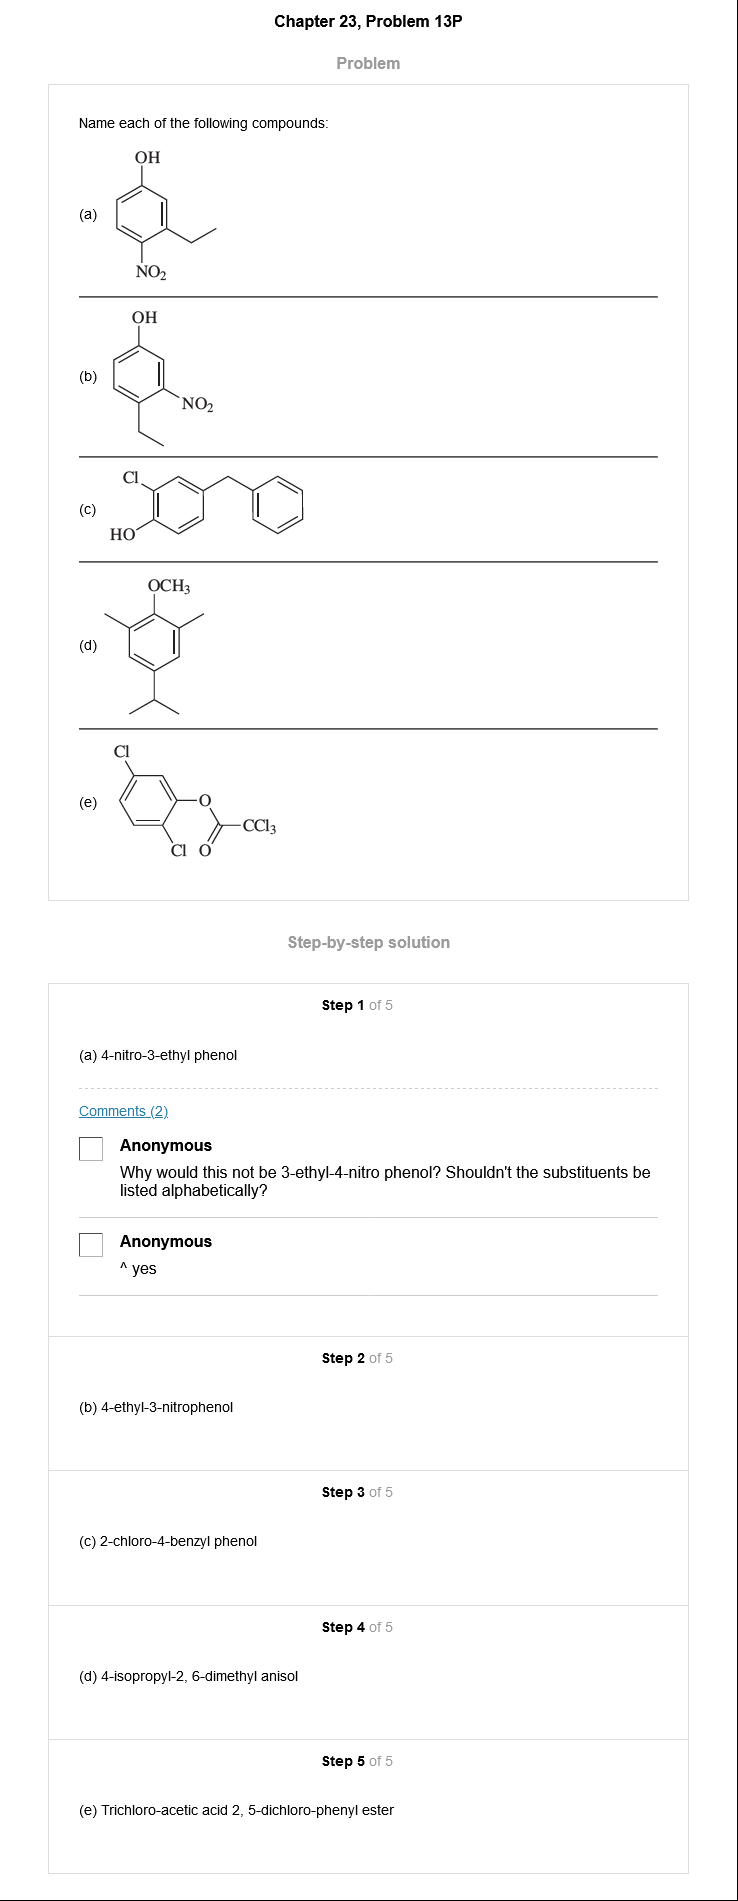 Chapter 23, Problem 13P
Problem
Name each of the following compounds:
OH
(a)
NO₂
OH
(b)
NO₂
Cl
(c)
HO
OCH₃
(d)
Cl
(e)
O
CCl₃
Cl O
Step-by-step solution
Step 1 of 5
(a) 4-nitro-3-ethyl phenol
Comments (2)
Anonymous
Why would this not be 3-ethyl-4-nitro phenol? Shouldn't the substituents be
listed alphabetically?
Anonymous
^ yes
Step 2 of 5
(b) 4-ethyl-3-nitrophenol
Step 3 of 5
(c) 2-chloro-4-benzyl phenol
Step 4 of 5
(d) 4-isopropyl-2, 6-dimethyl anisol
Step 5 of 5
(e) Trichloro-acetic acid 2, 5-dichloro-phenyl ester